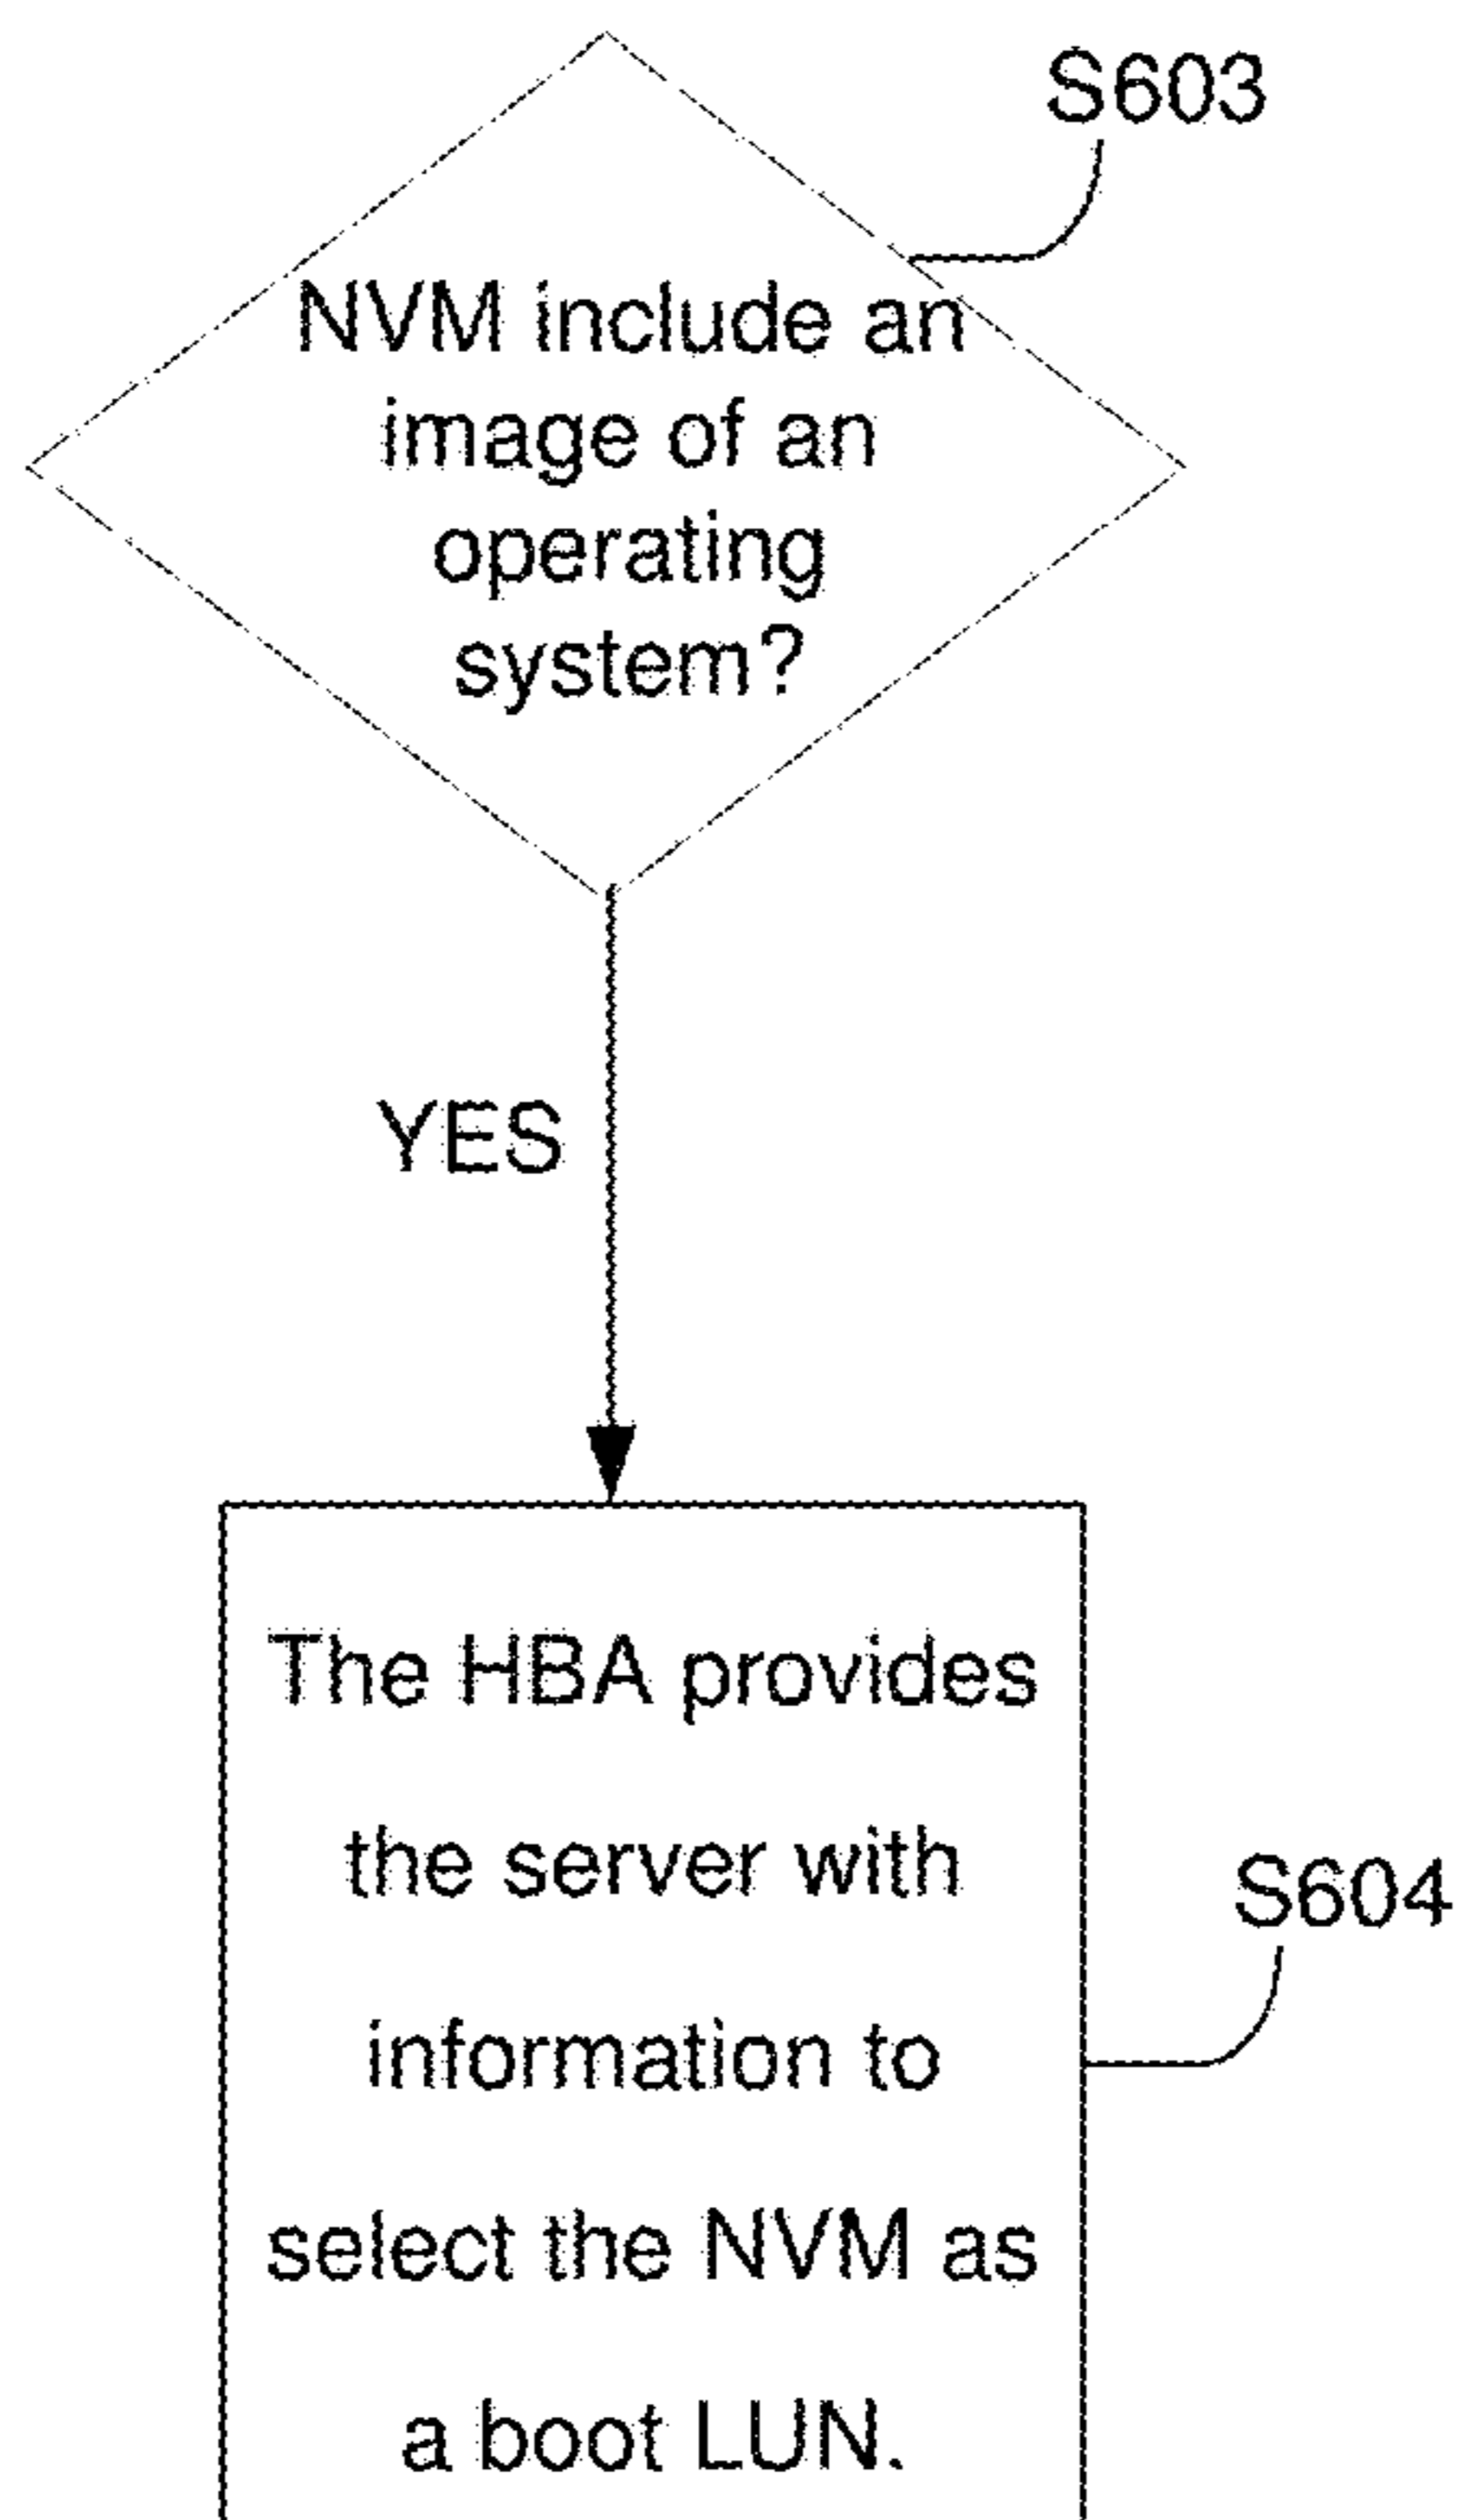 S603
NVM include an
image of an
operating
system?
YES
The HBA provides
the server with
information to
select the NVM as
a boot LUN.
S604